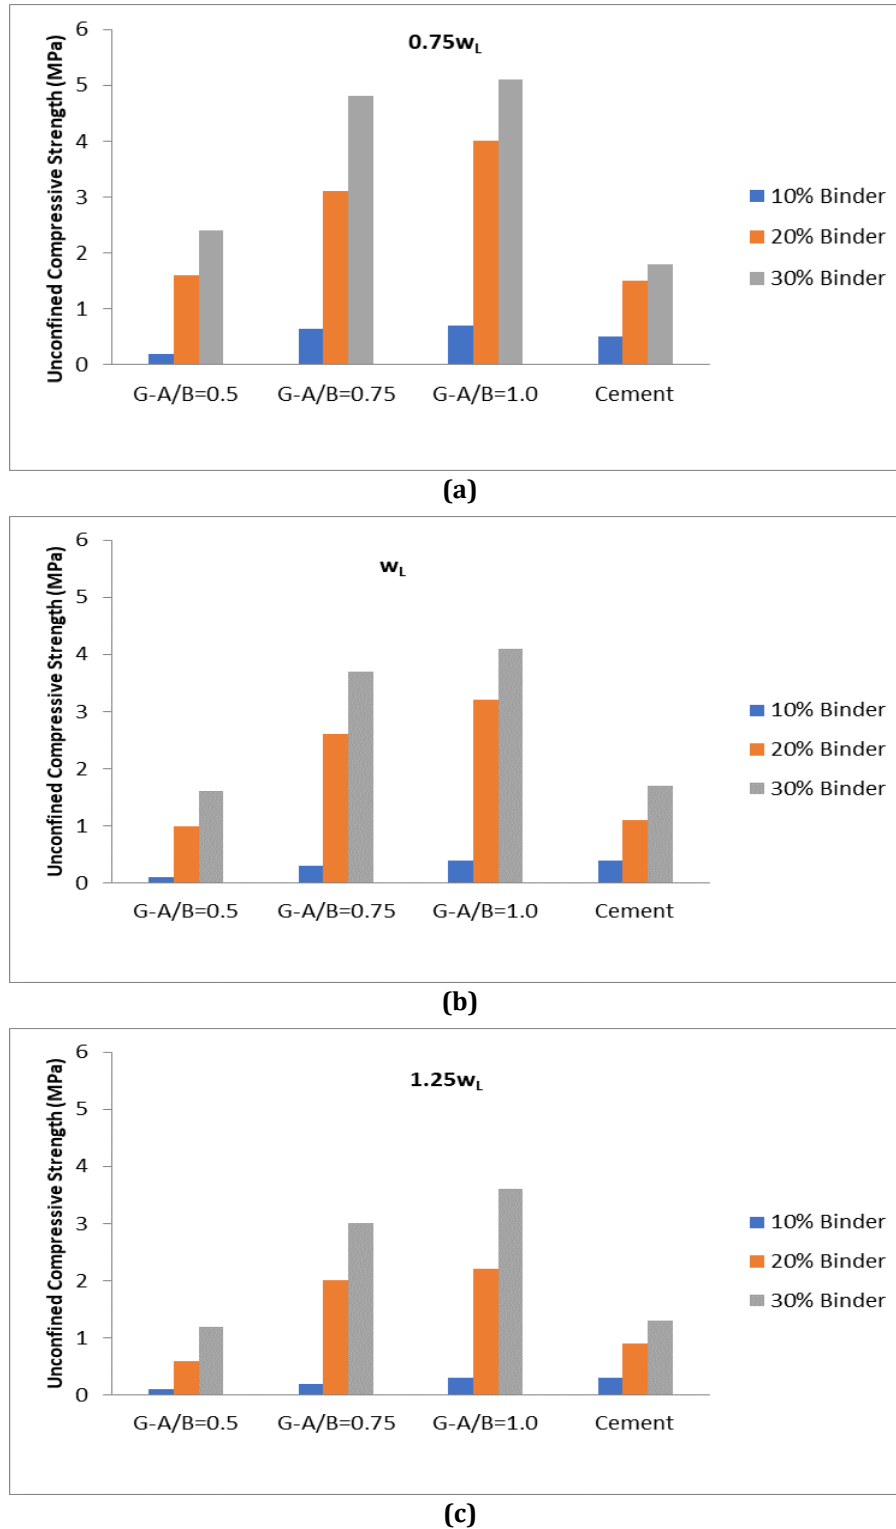 0.75wL
Unconfined Compressive Strength (MPa)
6
5
4
3
2
1
0
G-A/B=0.5 G-A/B=0.75 G-A/B=1.0 Cement
10% Binder
20% Binder
30% Binder
(a)
wL
Unconfined Compressive Strength (MPa)
6
5
4
3
2
1
0
G-A/B=0.5 G-A/B=0.75 G-A/B=1.0 Cement
10% Binder
20% Binder
30% Binder
(b)
1.25wL
Unconfined Compressive Strength (MPa)
6
5
4
3
2
1
0
G-A/B=0.5 G-A/B=0.75 G-A/B=1.0 Cement
10% Binder
20% Binder
30% Binder
(c)